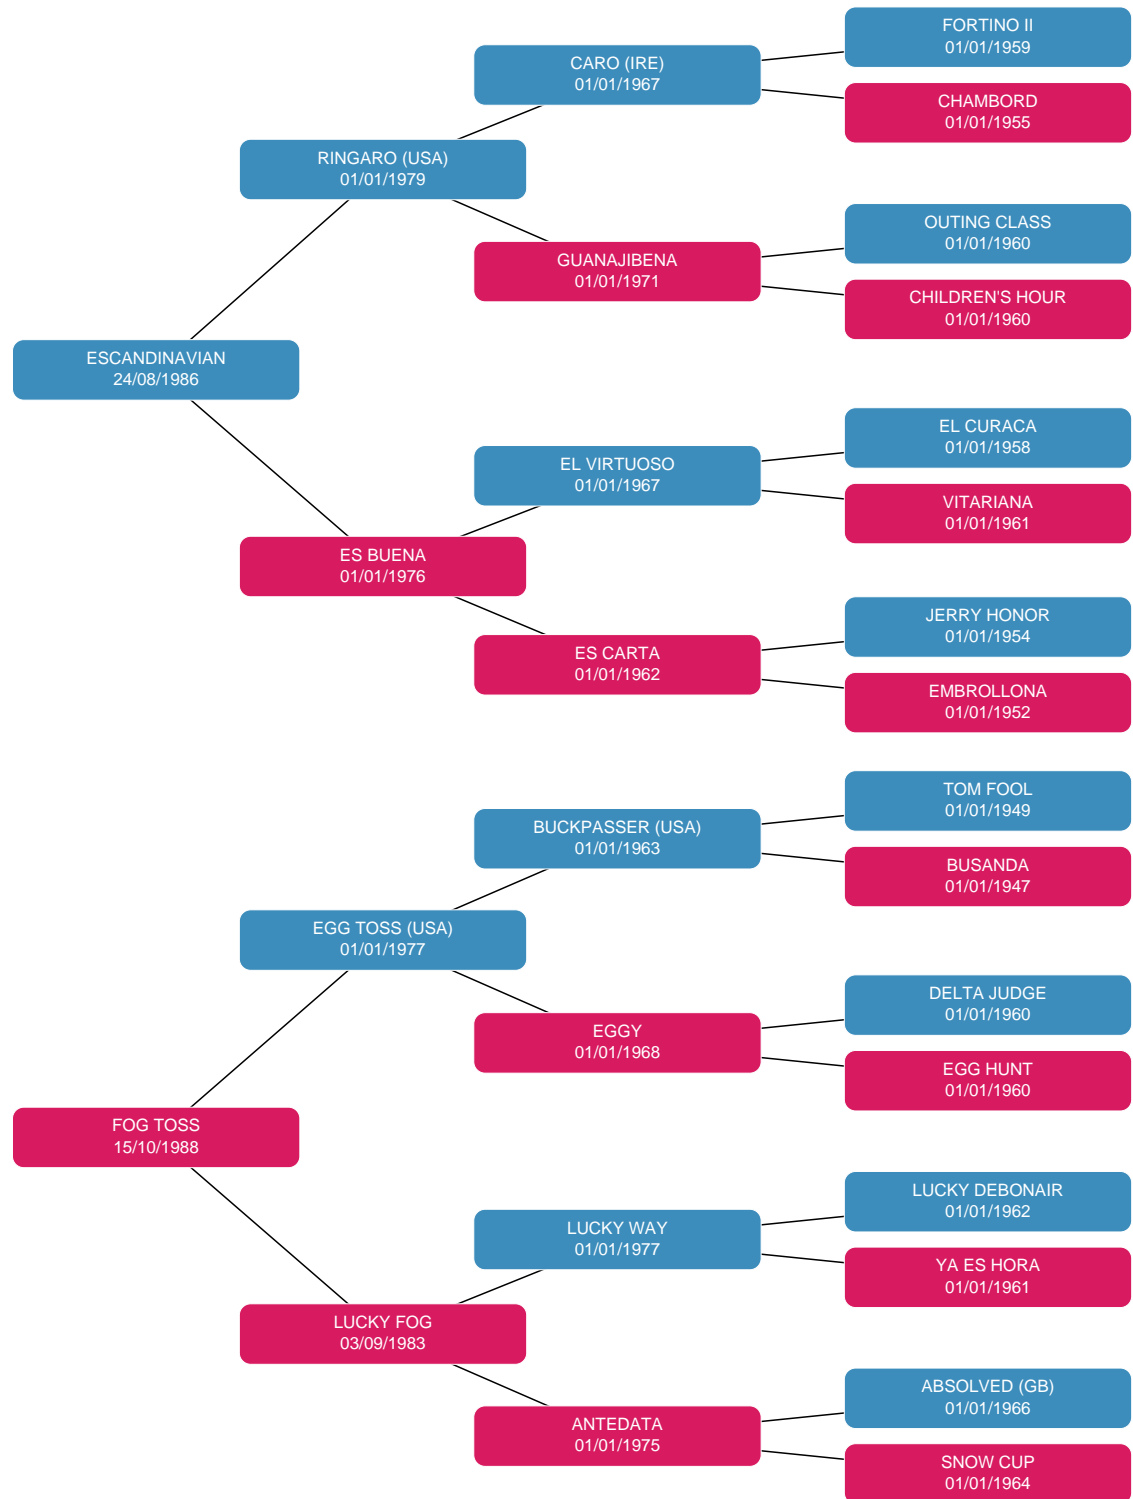 FORTINO II
01/01/1959
CARO (IRE)
01/01/1967
CHAMBORD
01/01/1955
RINGARO (USA)
01/01/1979
OUTING CLASS
01/01/1960
GUANAJIBENA
01/01/1971
CHILDREN'S HOUR
01/01/1960
ESCANDINAVIAN
24/08/1986
EL CURACA
01/01/1958
EL VIRTUOSO
01/01/1967
VITARIANA
01/01/1961
ES BUENA
01/01/1976
JERRY HONOR
01/01/1954
ES CARTA
01/01/1962
EMBROLLONA
01/01/1952
TOM FOOL
01/01/1949
BUCKPASSER (USA)
01/01/1963
BUSANDA
01/01/1947
EGG TOSS (USA)
01/01/1977
DELTA JUDGE
01/01/1960
EGGY
01/01/1968
EGG HUNT
01/01/1960
FOG TOSS
15/10/1988
LUCKY DEBONAIR
01/01/1962
LUCKY WAY
01/01/1977
YA ES HORA
01/01/1961
LUCKY FOG
03/09/1983
ABSOLVED (GB)
01/01/1966
ANTEDATA
01/01/1975
SNOW CUP
01/01/1964